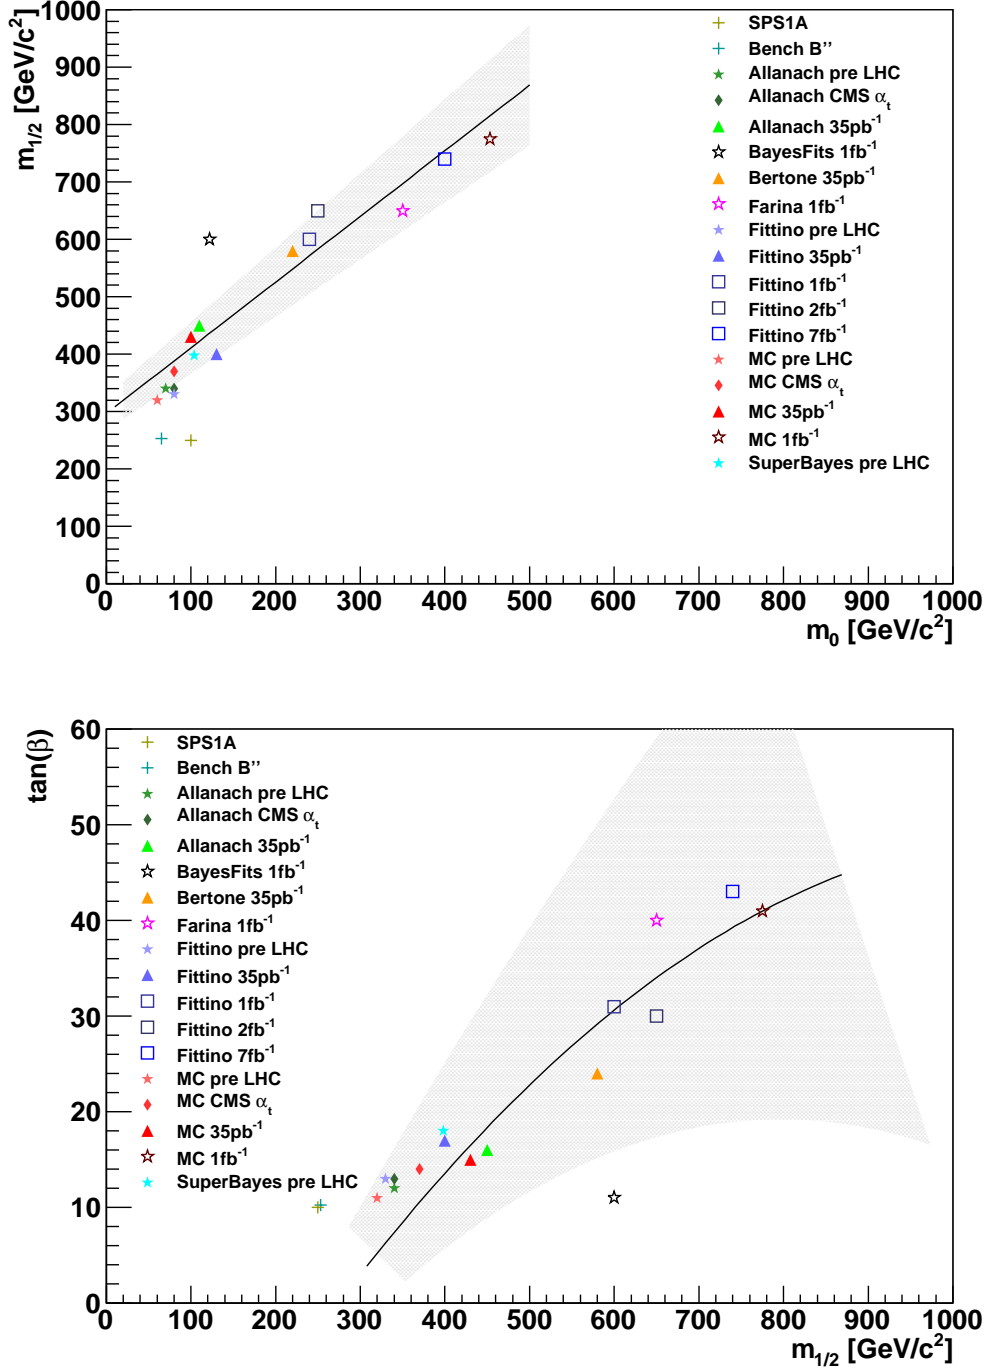 m1/2 [GeV/c2]
1000
900
800
700
600
500
400
300
200
100
0
SPS1A
Bench B’’
Allanach pre LHC
Allanach CMS αt
Allanach 35pb-1
BayesFits 1fb-1
Bertone 35pb-1
Farina 1fb-1
Fittino pre LHC
Fittino 35pb-1
Fittino 1fb-1
Fittino 2fb-1
Fittino 7fb-1
MC pre LHC
MC CMS αt
MC 35pb-1
MC 1fb-1
SuperBayes pre LHC
0 100 200 300 400 500 600 700 800 900 1000
m0 [GeV/c2]
tan(β)
60
50
40
30
20
10
0
SPS1A
Bench B’’
Allanach pre LHC
Allanach CMS αt
Allanach 35pb-1
BayesFits 1fb-1
Bertone 35pb-1
Farina 1fb-1
Fittino pre LHC
Fittino 35pb-1
Fittino 1fb-1
Fittino 2fb-1
Fittino 7fb-1
MC pre LHC
MC CMS αt
MC 35pb-1
MC 1fb-1
SuperBayes pre LHC
0 100 200 300 400 500 600 700 800 900 1000
m1/2 [GeV/c2]